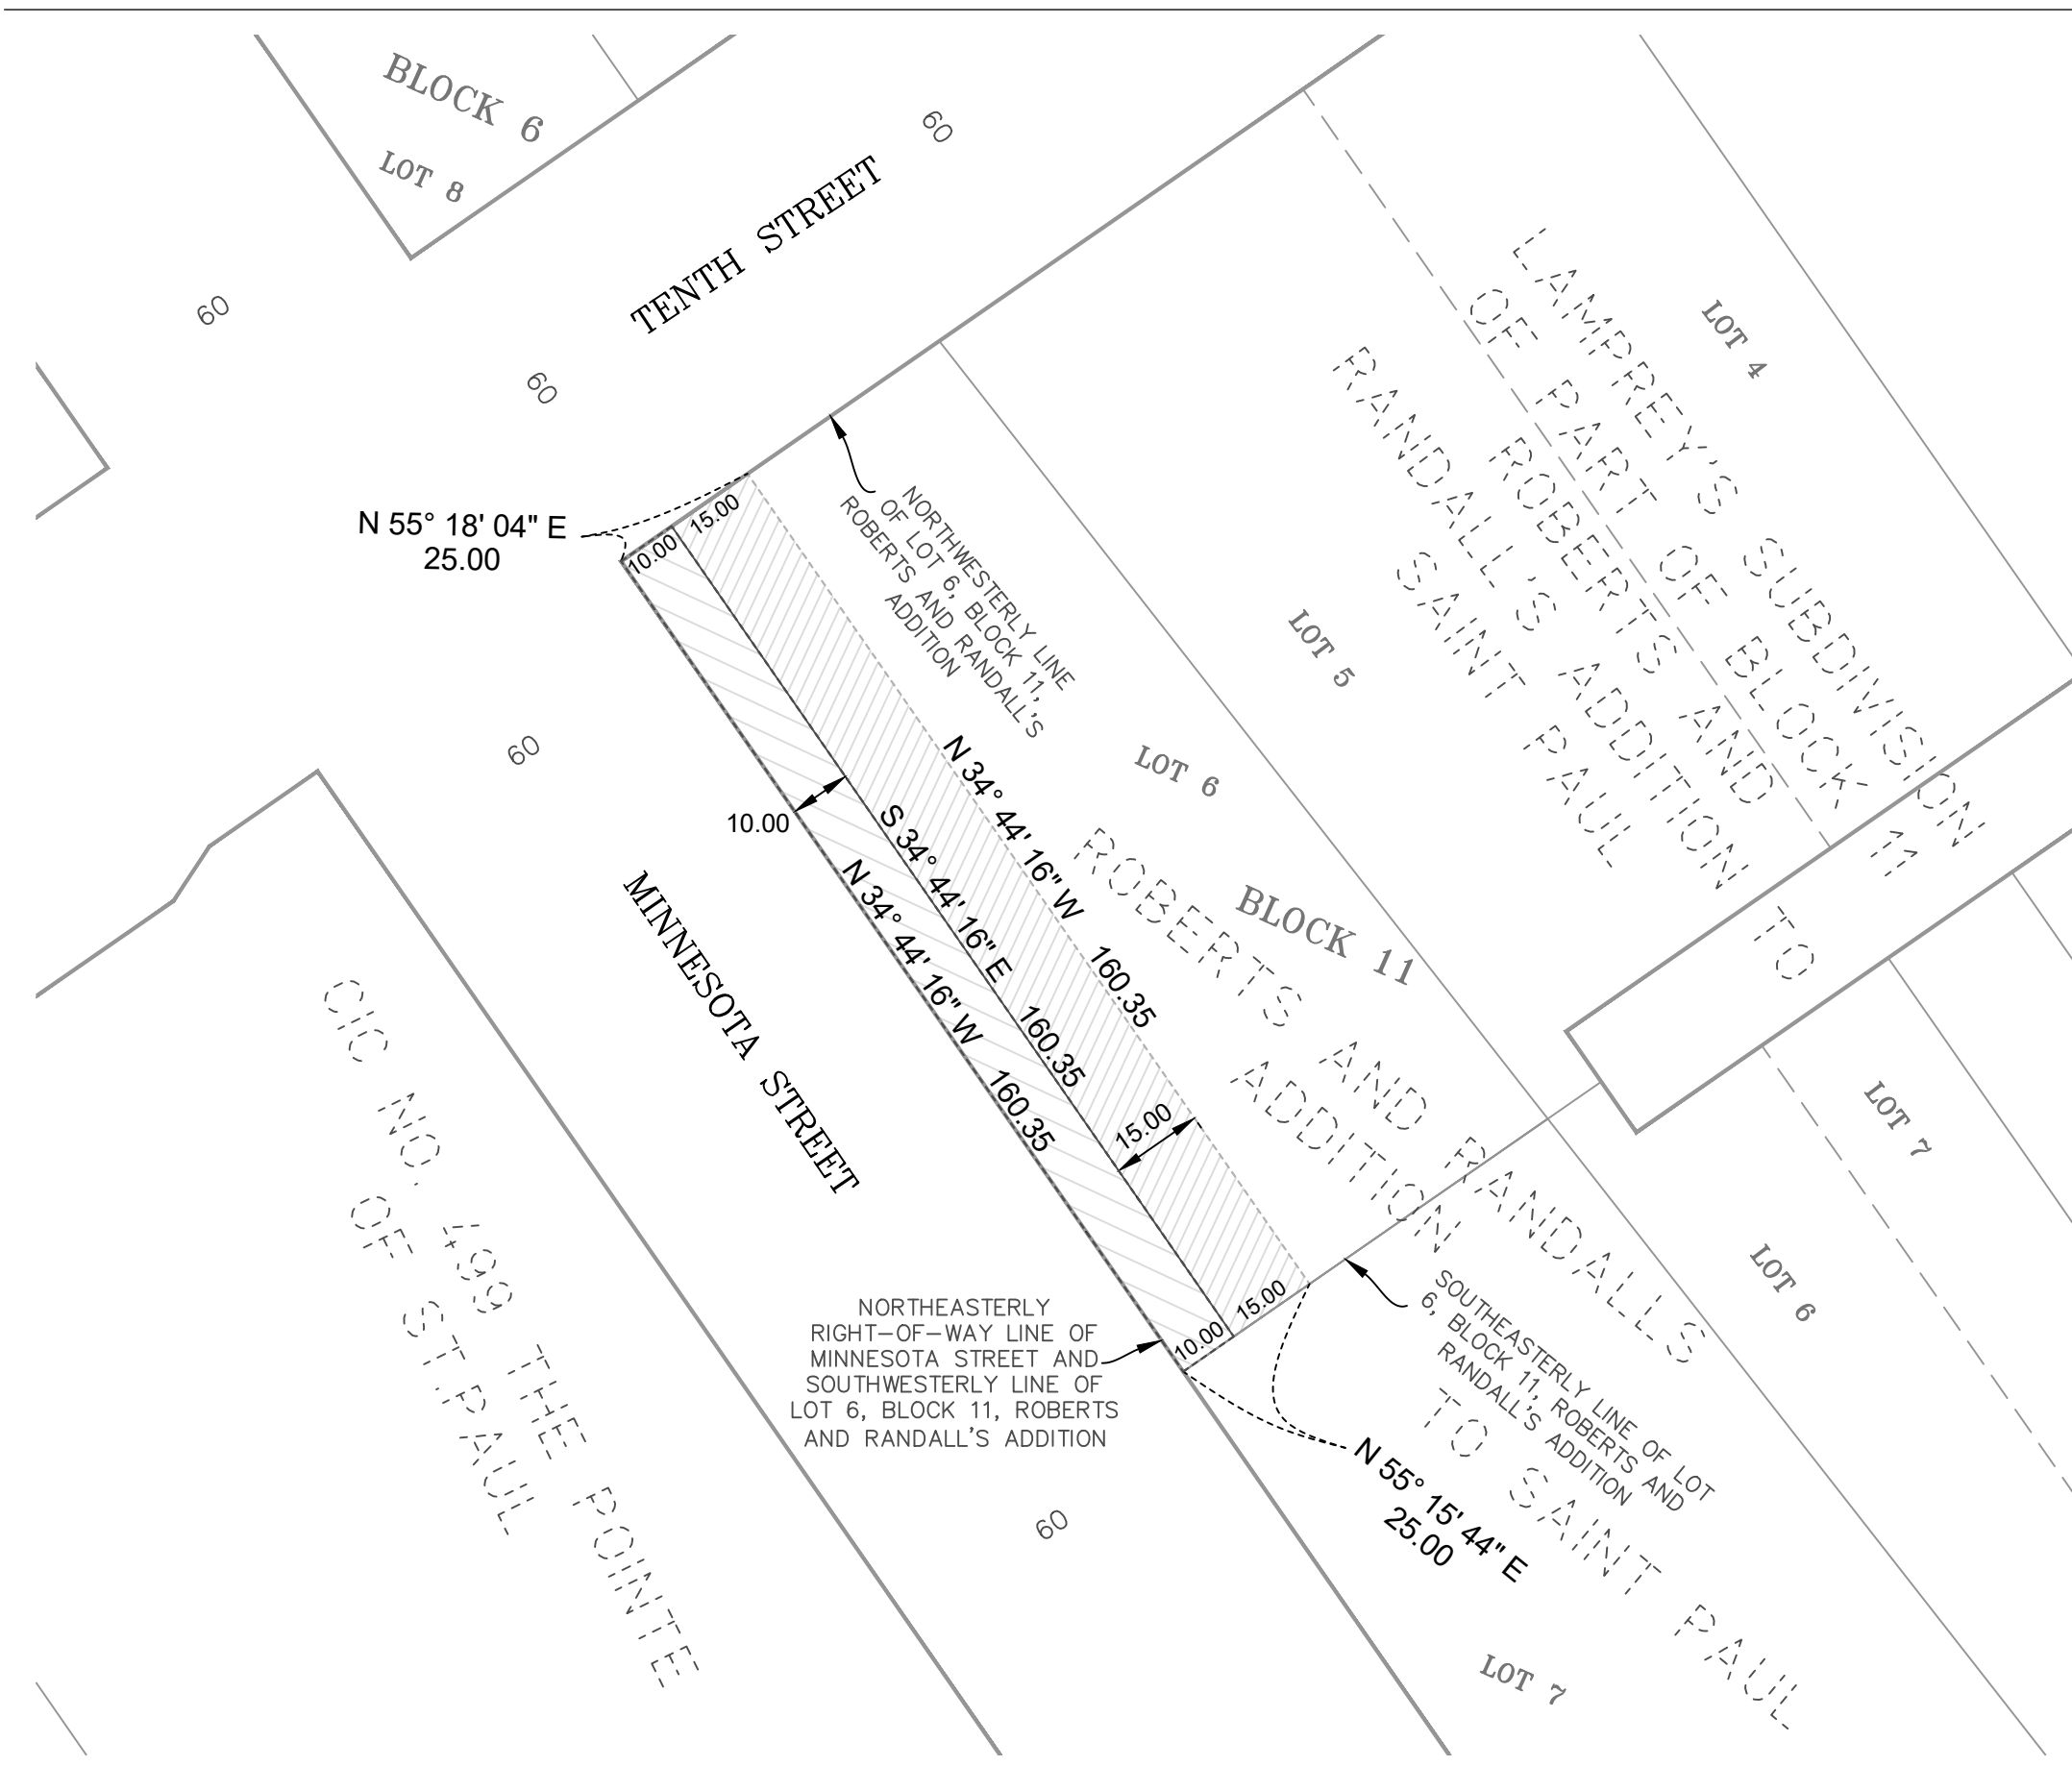 BLOCK 6
LOT 8
60
TENTH STREET
60
60
N 55° 18' 04" E
25.00
15.00
10.00
NORTHWESTERLY LINE
OF LOT 6, BLOCK 11,
ROBERTS AND RANDALL'S
ADDITION
LAMPREY'S SUBDIVISION
OF PART OF BLOCK 11
ROBERTS AND
RANDALL'S ADDITION TO
SAINT PAUL
LOT 4
LOT 5
LOT 6
60
10.00
N 34° 44' 16" W 160.35
S 34° 44' 16" E 160.35
N 34° 44' 16" W 160.35
MINNESOTA STREET
BLOCK 11
ROBERTS AND RANDALLS
ADDITION TO SAINT PAUL
15.00
15.00
10.00
LOT 7
LOT 6
CIC NO. 499 THE POINTE
OF ST.PAUL
NORTHEASTERLY
RIGHT-OF-WAY LINE OF
MINNESOTA STREET AND
SOUTHWESTERLY LINE OF
LOT 6, BLOCK 11, ROBERTS
AND RANDALL'S ADDITION
SOUTHEASTERLY LINE OF LOT
6, BLOCK 11, ROBERTS AND
RANDALL'S ADDITION
N 55° 15' 44" E
25.00
60
LOT 7